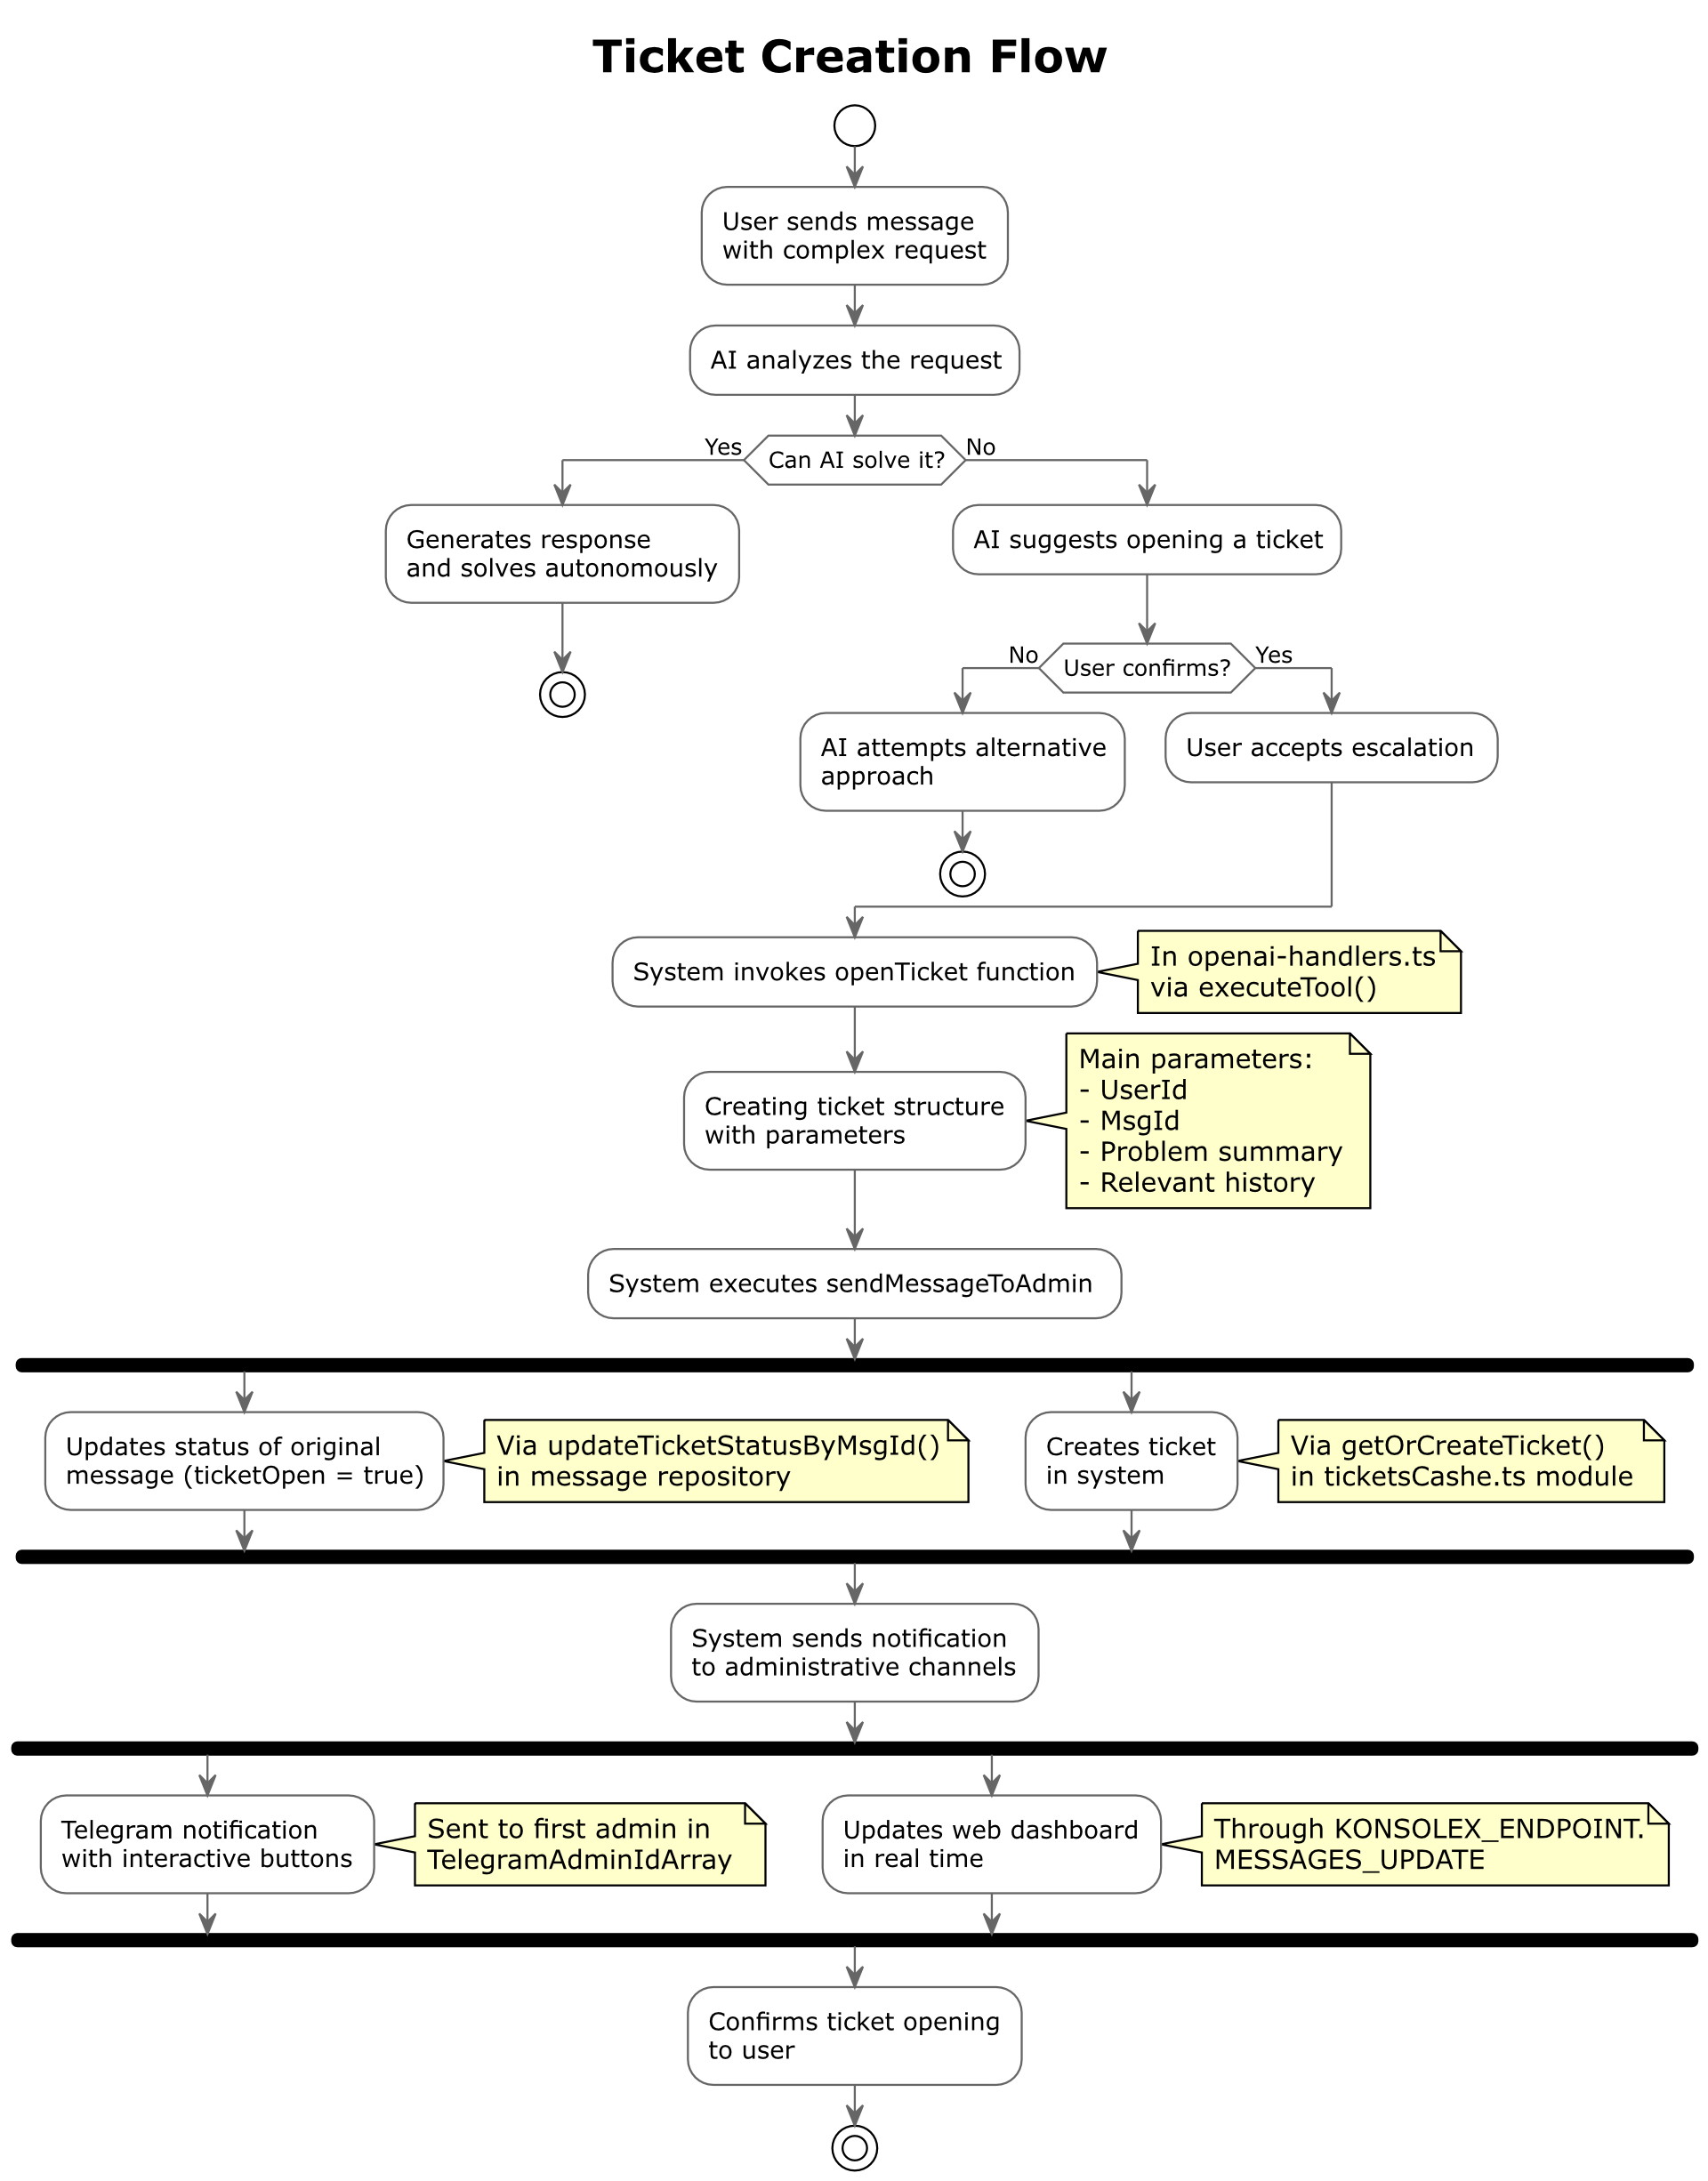 Ticket Creation Flow
User sends message
with complex request
AI analyzes the request
Yes
Can AI solve it?
No
Generates response
and solves autonomously
AI suggests opening a ticket
No
User confirms?
Yes
AI attempts alternative
approach
User accepts escalation
System invokes openTicket function
In openai-handlers.ts
via executeTool()
Creating ticket structure
with parameters
Main parameters:
- UserId
- MsgId
- Problem summary
- Relevant history
System executes sendMessageToAdmin
Updates status of original
message (ticketOpen = true)
Via updateTicketStatusByMsgId()
in message repository
Creates ticket
in system
Via getOrCreateTicket()
in ticketsCashe.ts module
System sends notification
to administrative channels
Telegram notification
with interactive buttons
Sent to first admin in
TelegramAdminIdArray
Updates web dashboard
in real time
Through KONSOLEX_ENDPOINT.
MESSAGES_UPDATE
Confirms ticket opening
to user